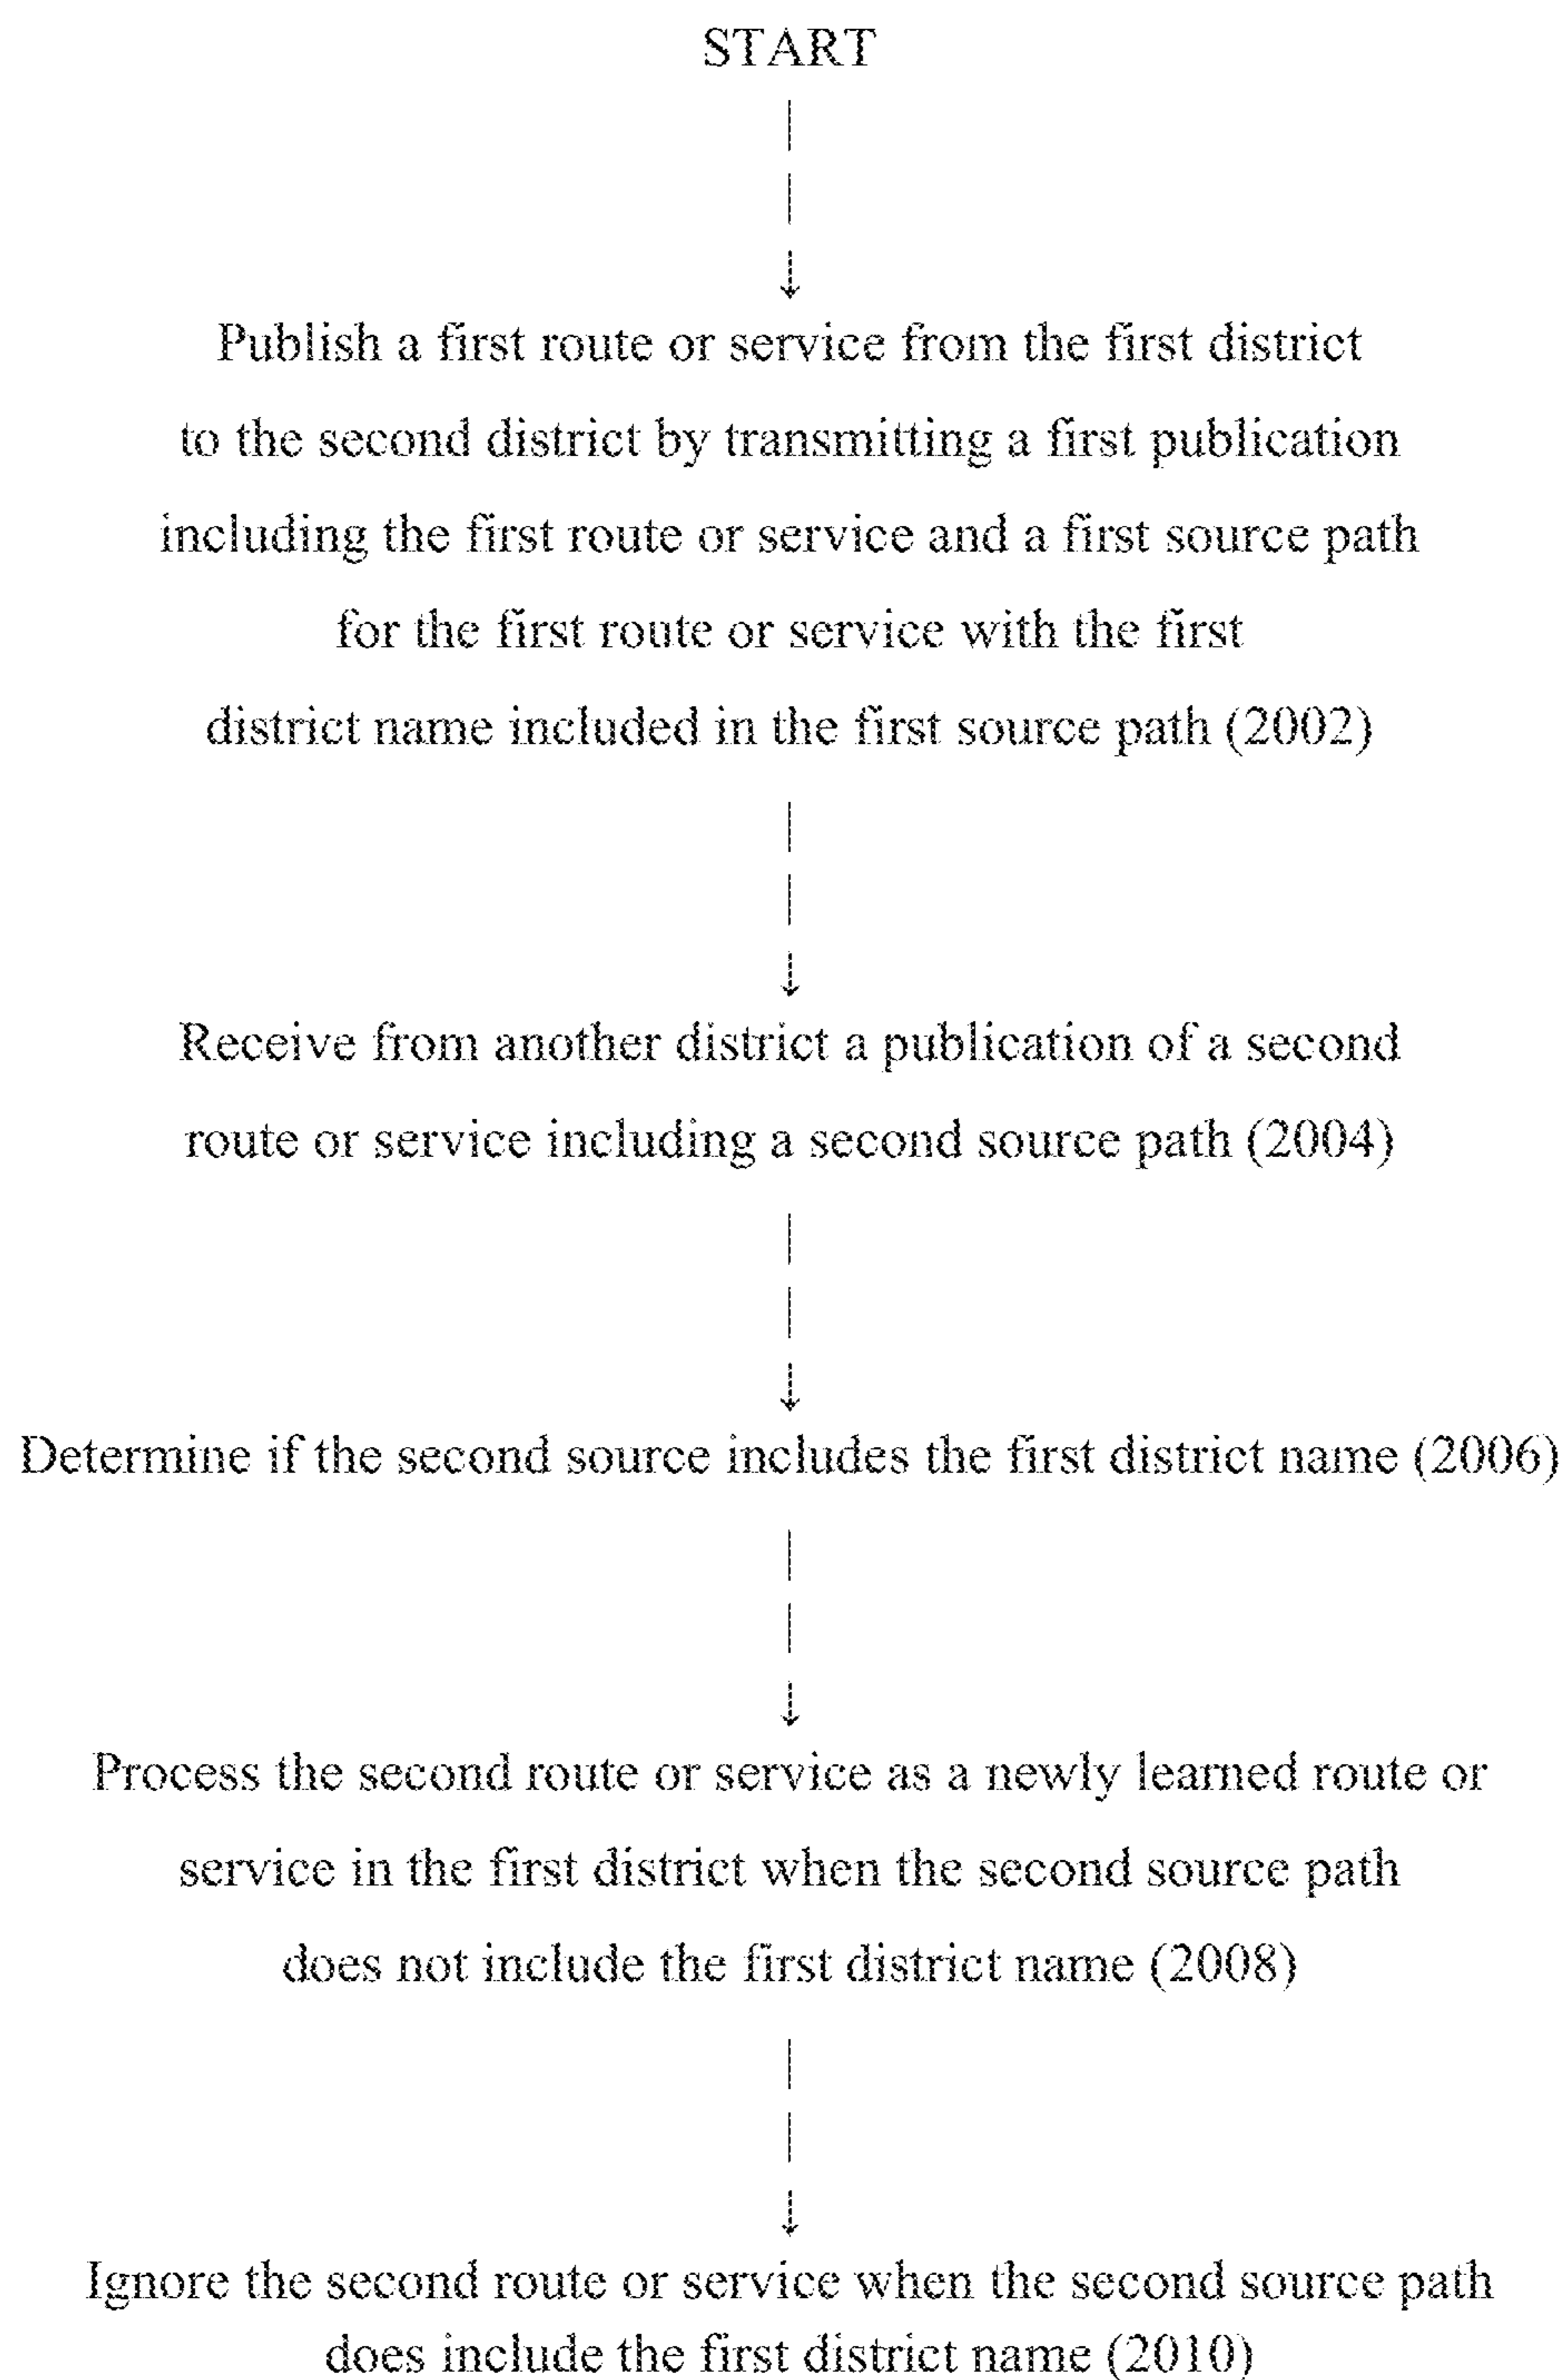 START
Publish a first route or service from the first district
to the second district by transmitting a first publication
including the first route or service and a first source path
for the first route or service with the first
district name included in the first source path (2002)
Receive from another district a publication of a second
route or service including a second source path (2004)
Determine if the second source includes the first district name (2006)
Process the second route or service as a newly learned route or
service in the first district when the second source path
does not include the first district name (2008)
Ignore the second route or service when the second source path
does include the first district name (2010)